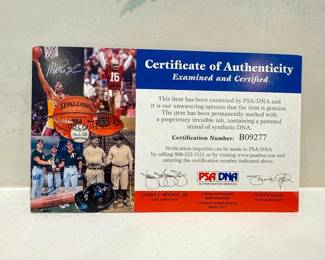 Certificate of Authenticity
Examined and Certified
This item has been examined by PSA/DNA and
it is our unwavering opinion that the item is genuine.
The item has been permanently marked with
a proprietary invisible ink, containing a patented
strand of synthetic DNA.
Certification Number: B09277
Verification inquiries can be made to PSA/DNA
by calling 800-325-1121 or by visiting www.psadna.com and
entering the certification number indicated above.
PSA DNA
SPALDING
16